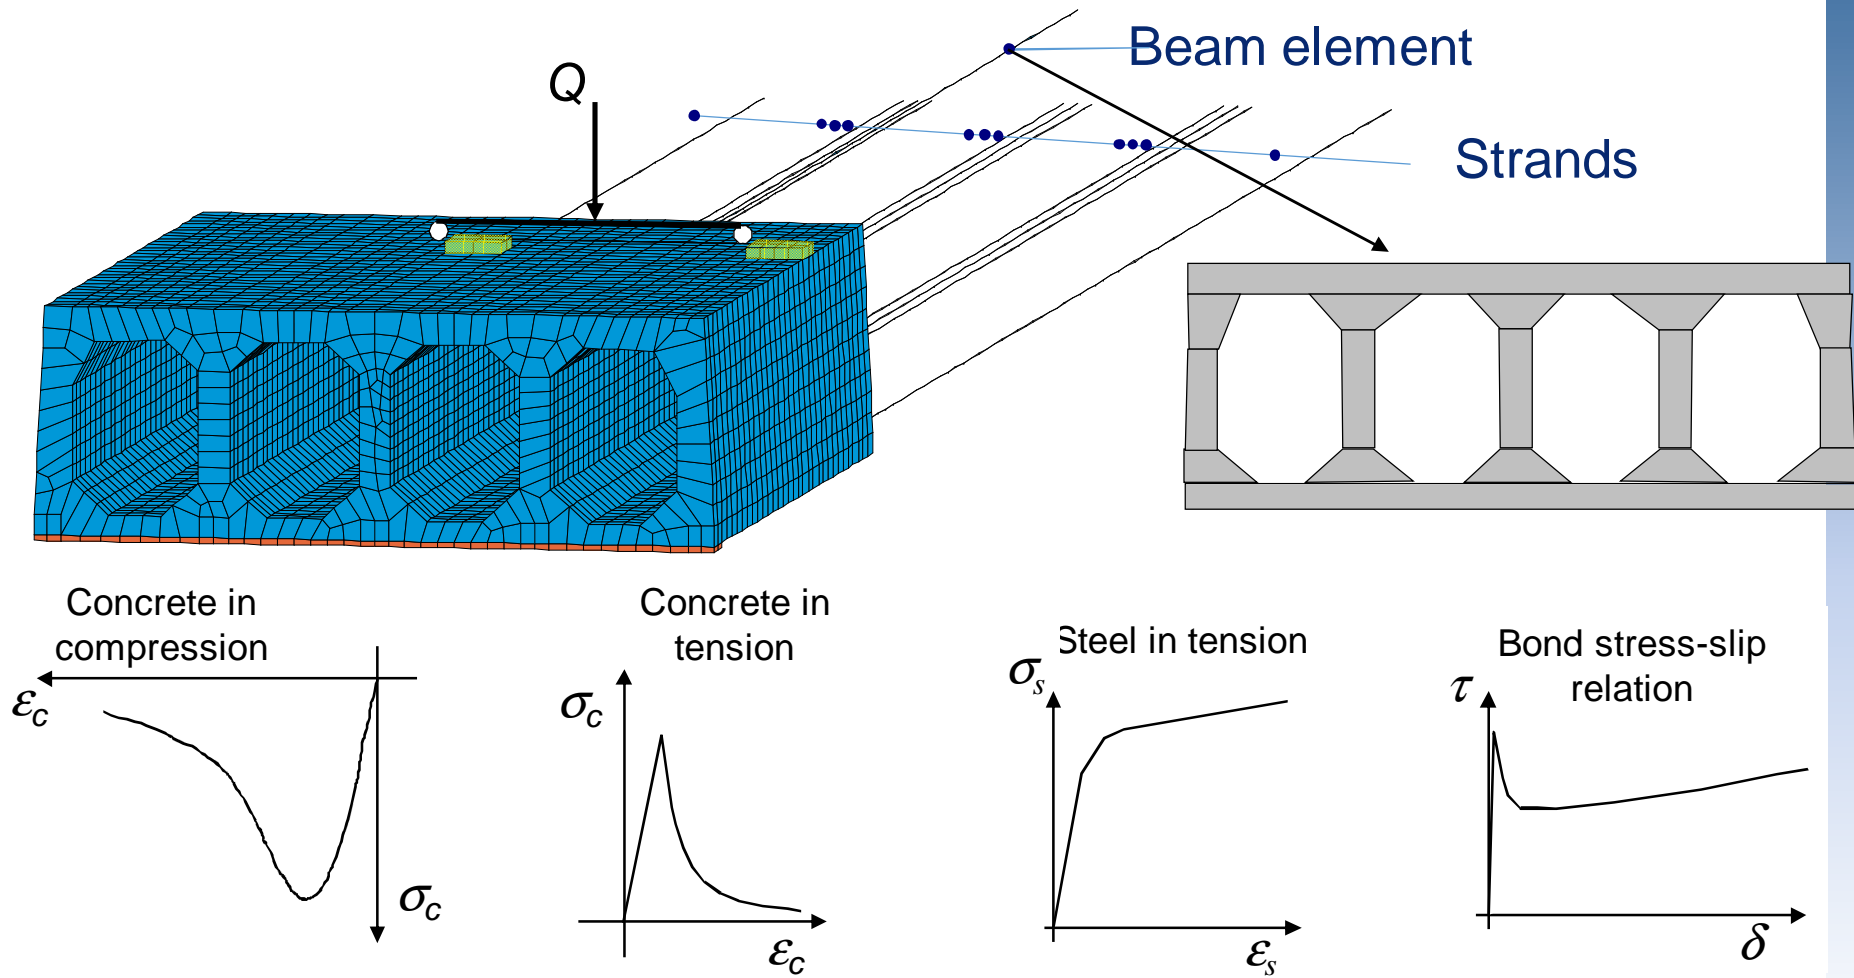 Beam element
Q
Strands
Concrete in
compression
εc
σc
Concrete in
tension
σc
εc
Steel in tension
σs
εs
Bond stress-slip
relation
τ
δ